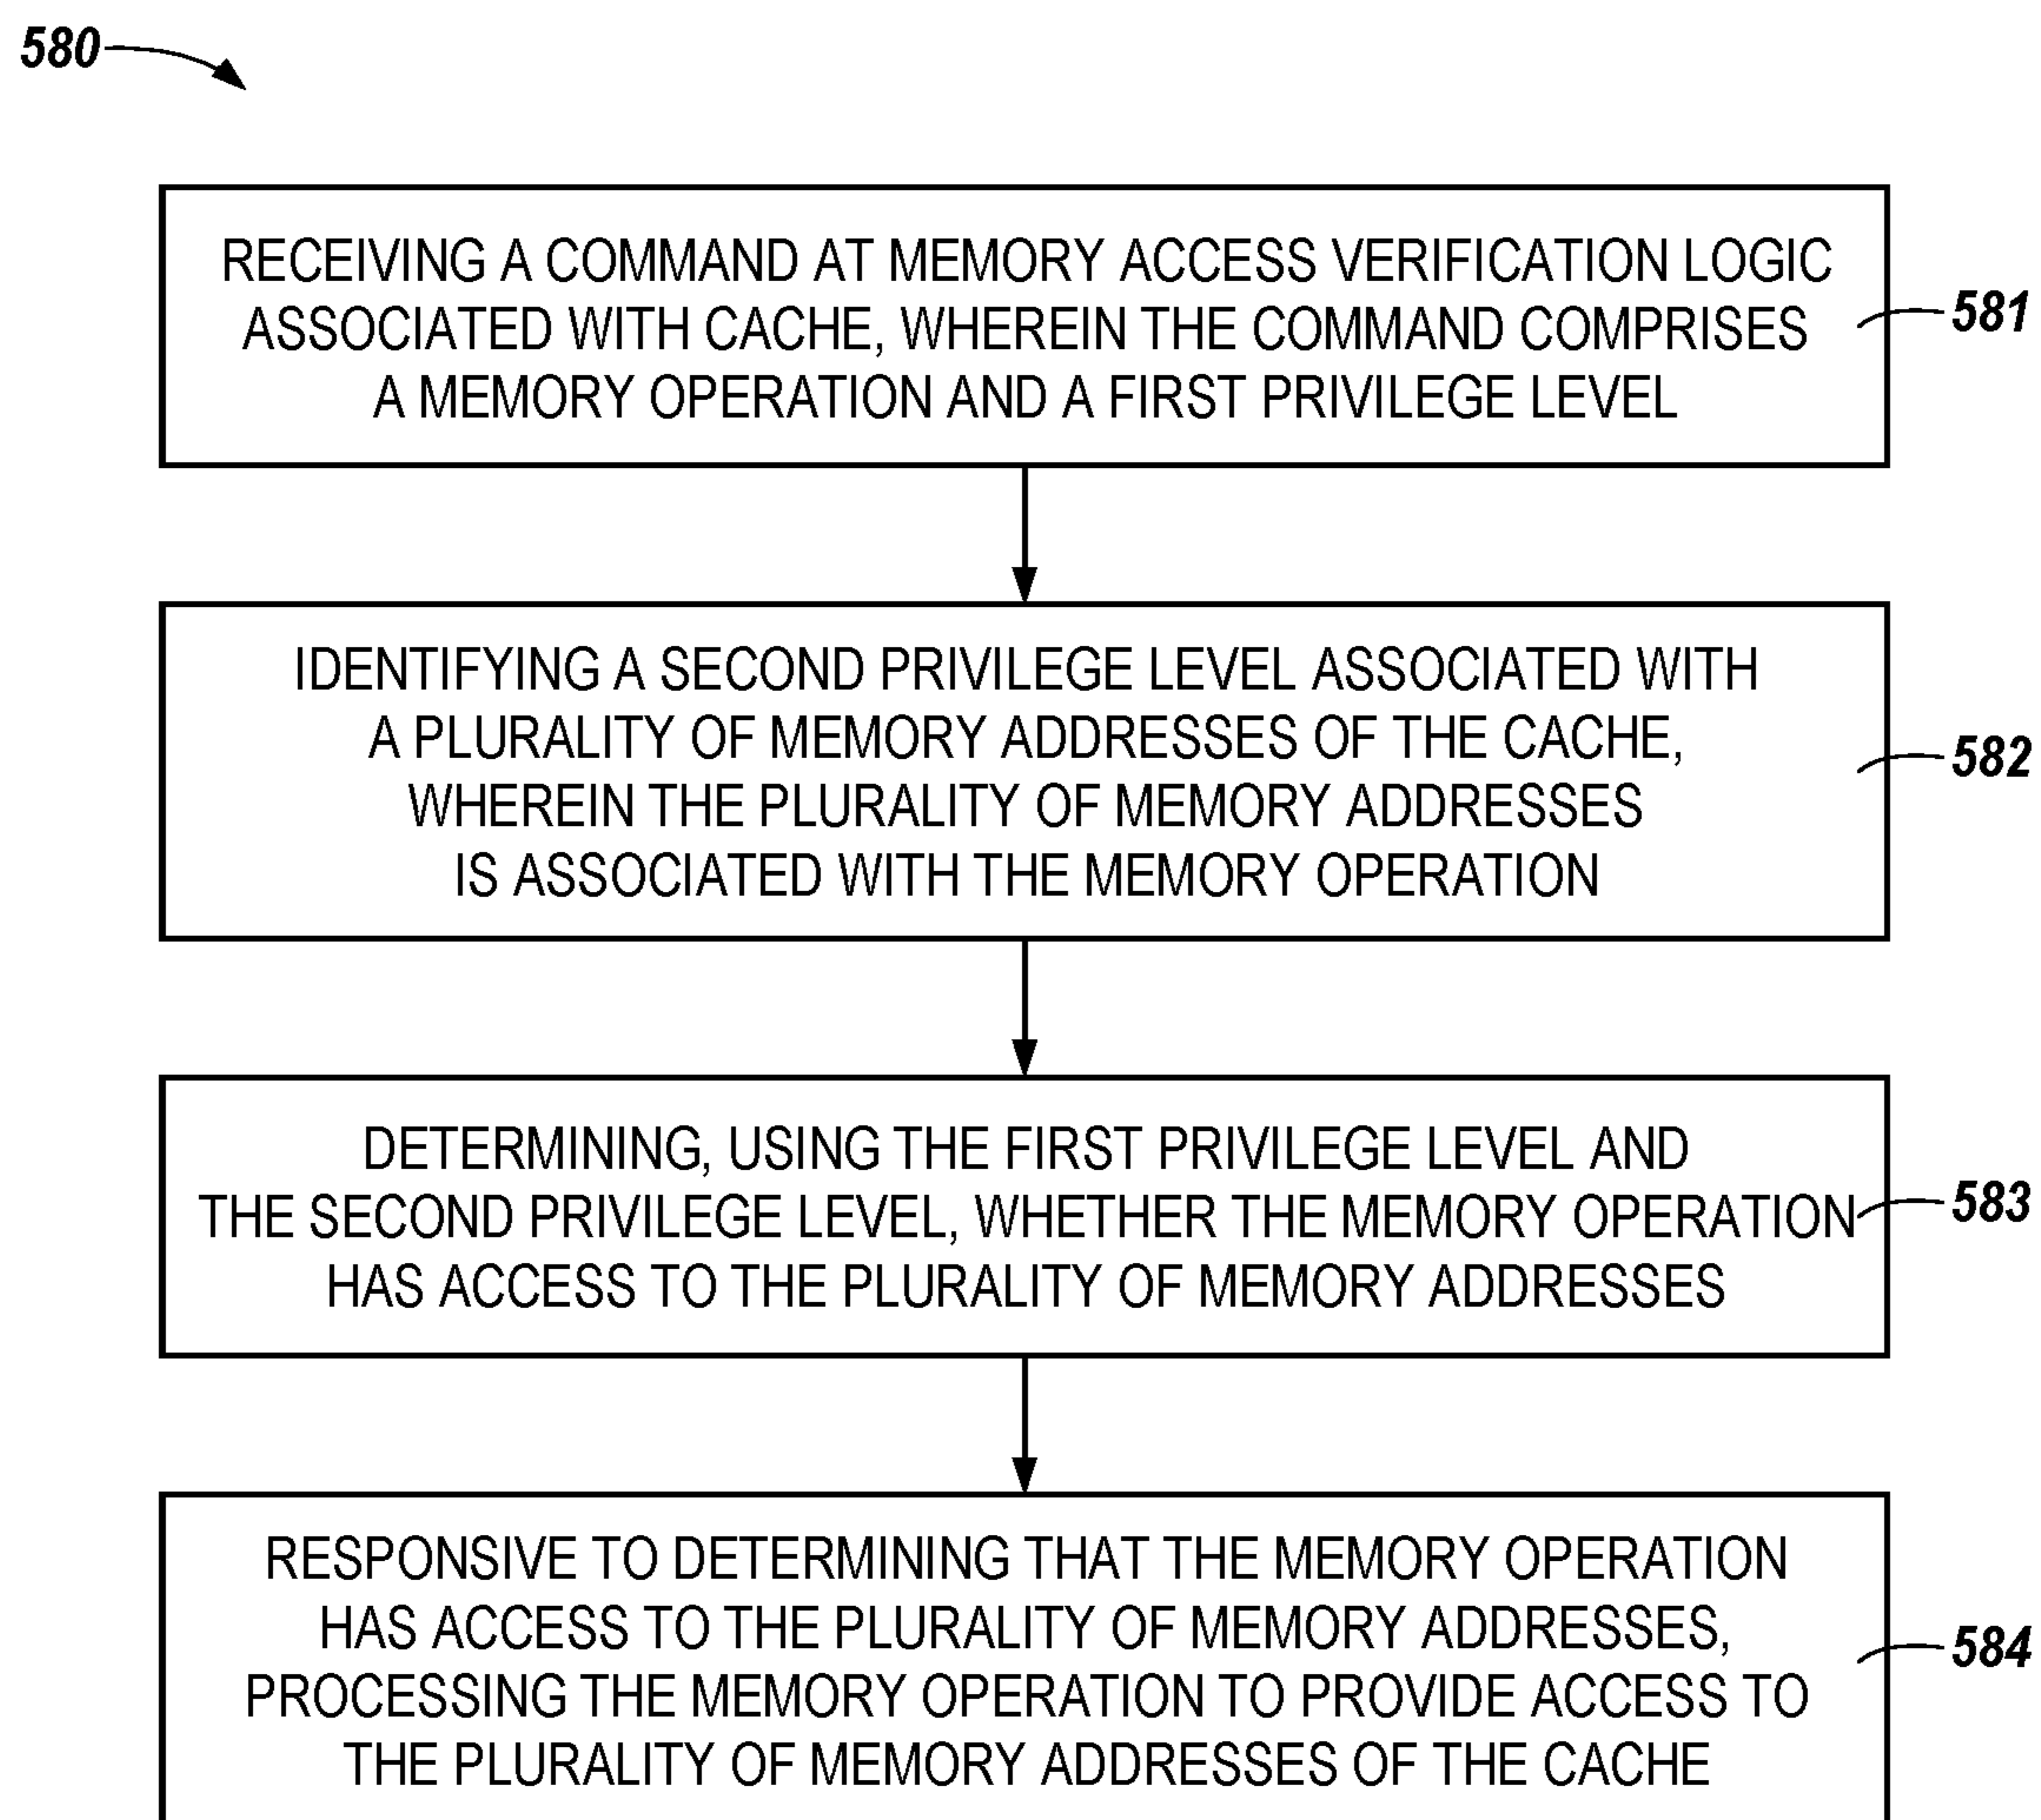 580
RECEIVING A COMMAND AT MEMORY ACCESS VERIFICATION LOGIC
ASSOCIATED WITH CACHE, WHEREIN THE COMMAND COMPRISES
A MEMORY OPERATION AND A FIRST PRIVILEGE LEVEL
581
IDENTIFYING A SECOND PRIVILEGE LEVEL ASSOCIATED WITH
A PLURALITY OF MEMORY ADDRESSES OF THE CACHE,
WHEREIN THE PLURALITY OF MEMORY ADDRESSES
IS ASSOCIATED WITH THE MEMORY OPERATION
582
DETERMINING, USING THE FIRST PRIVILEGE LEVEL AND
THE SECOND PRIVILEGE LEVEL, WHETHER THE MEMORY OPERATION
HAS ACCESS TO THE PLURALITY OF MEMORY ADDRESSES
583
RESPONSIVE TO DETERMINING THAT THE MEMORY OPERATION
HAS ACCESS TO THE PLURALITY OF MEMORY ADDRESSES,
PROCESSING THE MEMORY OPERATION TO PROVIDE ACCESS TO
THE PLURALITY OF MEMORY ADDRESSES OF THE CACHE
584